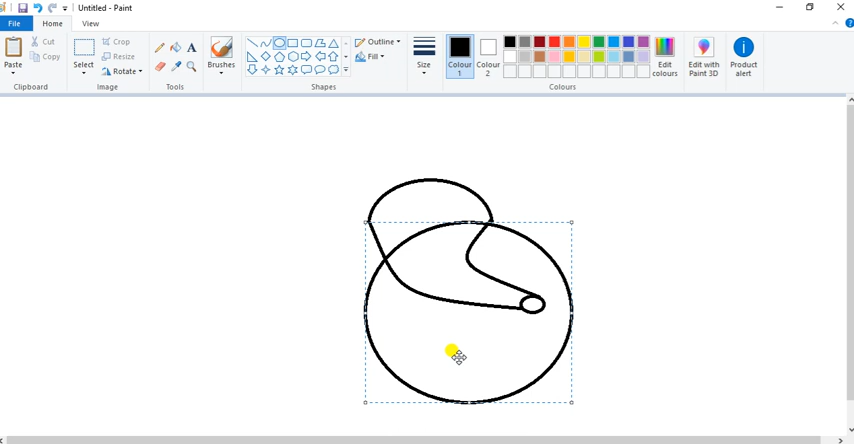 Untitled - Paint
File Home View
Paste
Cut
Copy
Clipboard
Select
Crop
Resize
Rotate
Image
A
Tools
Brushes
Outline
Fill
Shapes
Size
Colour 1
Colour 2
Edit colours
Edit with Paint 3D
Product alert
Colours